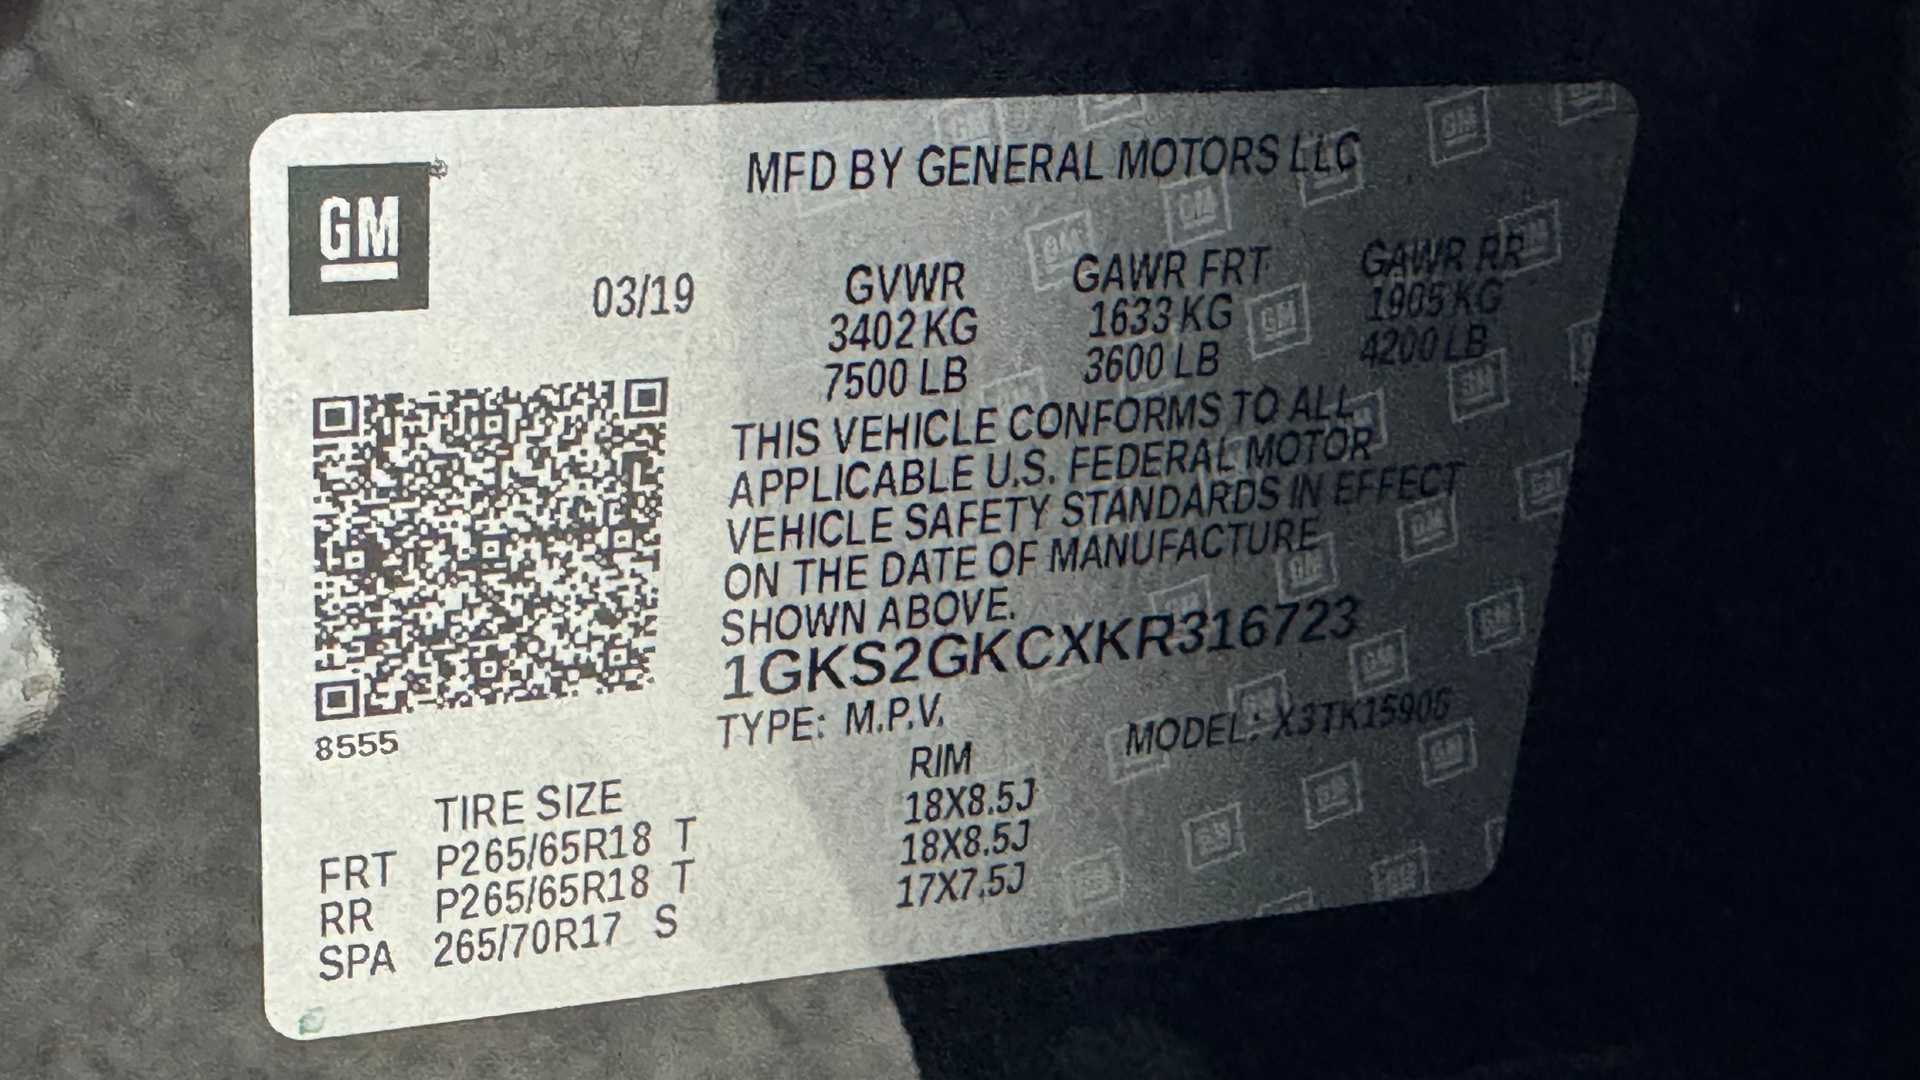 GM
MFD BY GENERAL MOTORS LLC
03/19
GVWR GAWR FRT GAWR RR
3402 KG 1633 KG 1905 KG
7500 LB 3600 LB 4200 LB
THIS VEHICLE CONFORMS TO ALL
APPLICABLE U.S. FEDERAL MOTOR
VEHICLE SAFETY STANDARDS IN EFFECT
ON THE DATE OF MANUFACTURE
SHOWN ABOVE.
1GKS2GKCXKR316723
TYPE: M.P.V. MODEL: X3TK15906
8555
TIRE SIZE RIM
FRT P265/65R18 T 18X8.5J
RR P265/65R18 T 18X8.5J
SPA 265/70R17 S 17X7.5J